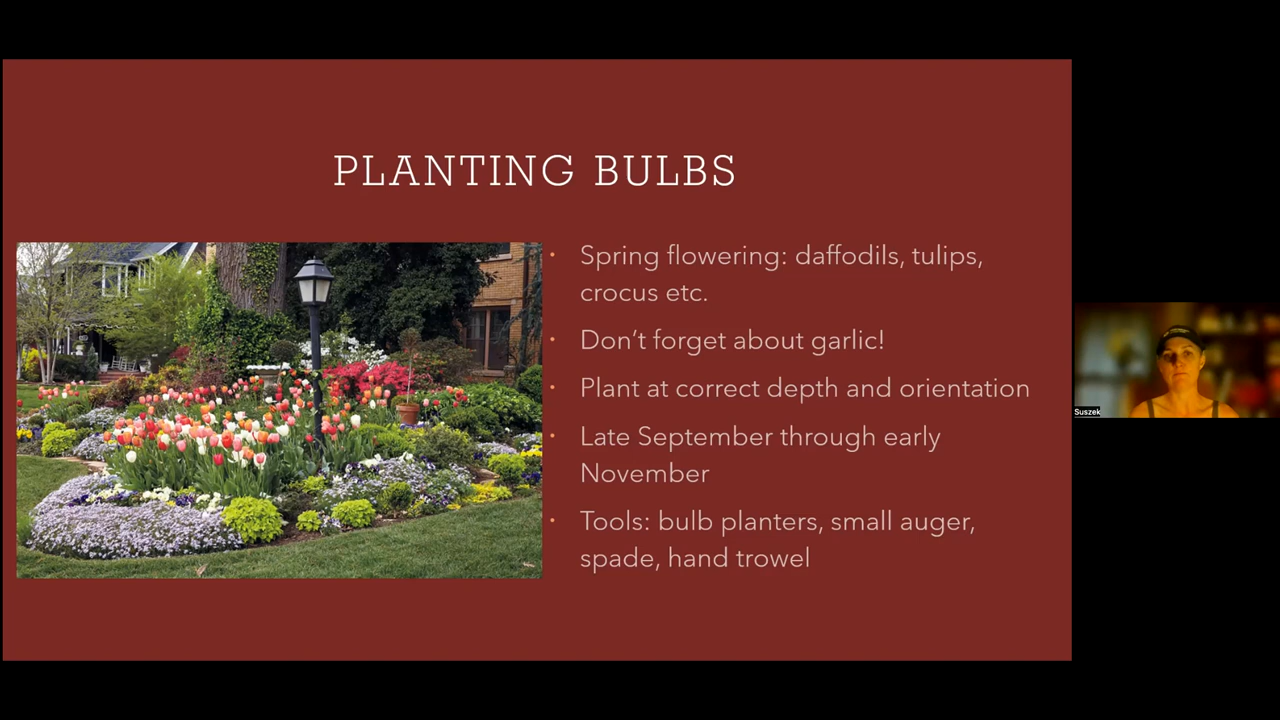 PLANTING BULBS
• Spring flowering: daffodils, tulips,
crocus etc.
• Don’t forget about garlic!
• Plant at correct depth and orientation
• Late September through early
November
• Tools: bulb planters, small auger,
spade, hand trowel
Suszek